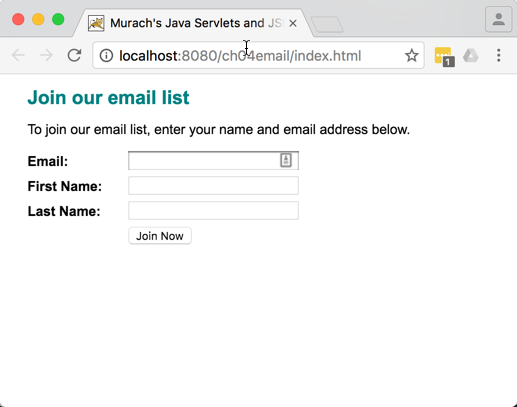 Murach's Java Servlets and JS
localhost:8080/ch04email/index.html
1
Join our email list
To join our email list, enter your name and email address below.
Email:
First Name:
Last Name:
Join Now